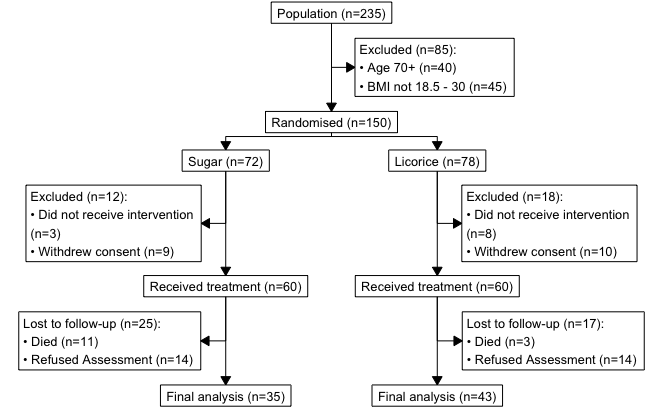 Population (n=235)
Excluded (n=85):
• Age 70+ (n=40)
• BMI not 18.5 - 30 (n=45)
Randomised (n=150)
Sugar (n=72)
Licorice (n=78)
Excluded (n=12):
• Did not receive intervention
(n=3)
• Withdrew consent (n=9)
Excluded (n=18):
• Did not receive intervention
(n=8)
• Withdrew consent (n=10)
Received treatment (n=60)
Received treatment (n=60)
Lost to follow-up (n=25):
• Died (n=11)
• Refused Assessment (n=14)
Lost to follow-up (n=17):
• Died (n=3)
• Refused Assessment (n=14)
Final analysis (n=35)
Final analysis (n=43)